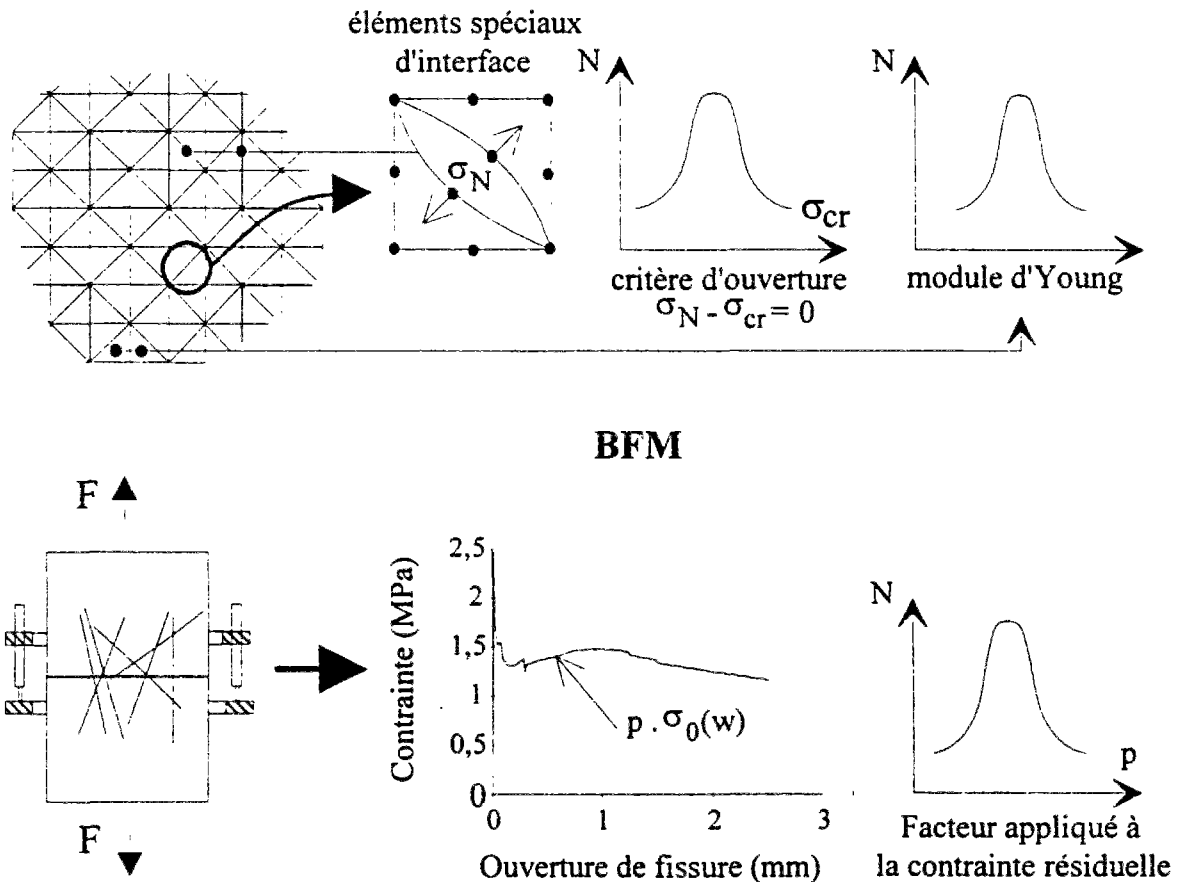 éléments spéciaux
d'interface
N
N
σN
σcr
critère d'ouverture
σN - σcr = 0
module d'Young
BFM
F
F
Contrainte (MPa)
2,5
2
1,5
1
0,5
0
p . σ0(w)
0
1
2
3
Ouverture de fissure (mm)
N
p
Facteur appliqué à
la contrainte résiduelle